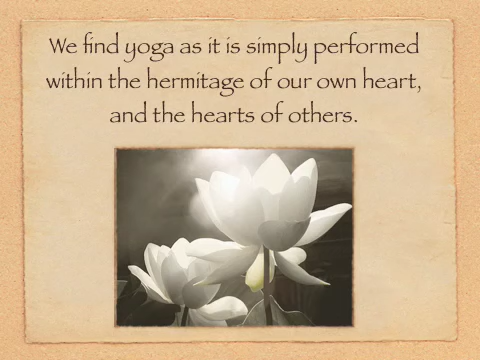 We find yoga as it is simply performed
within the hermitage of our own heart,
and the hearts of others.